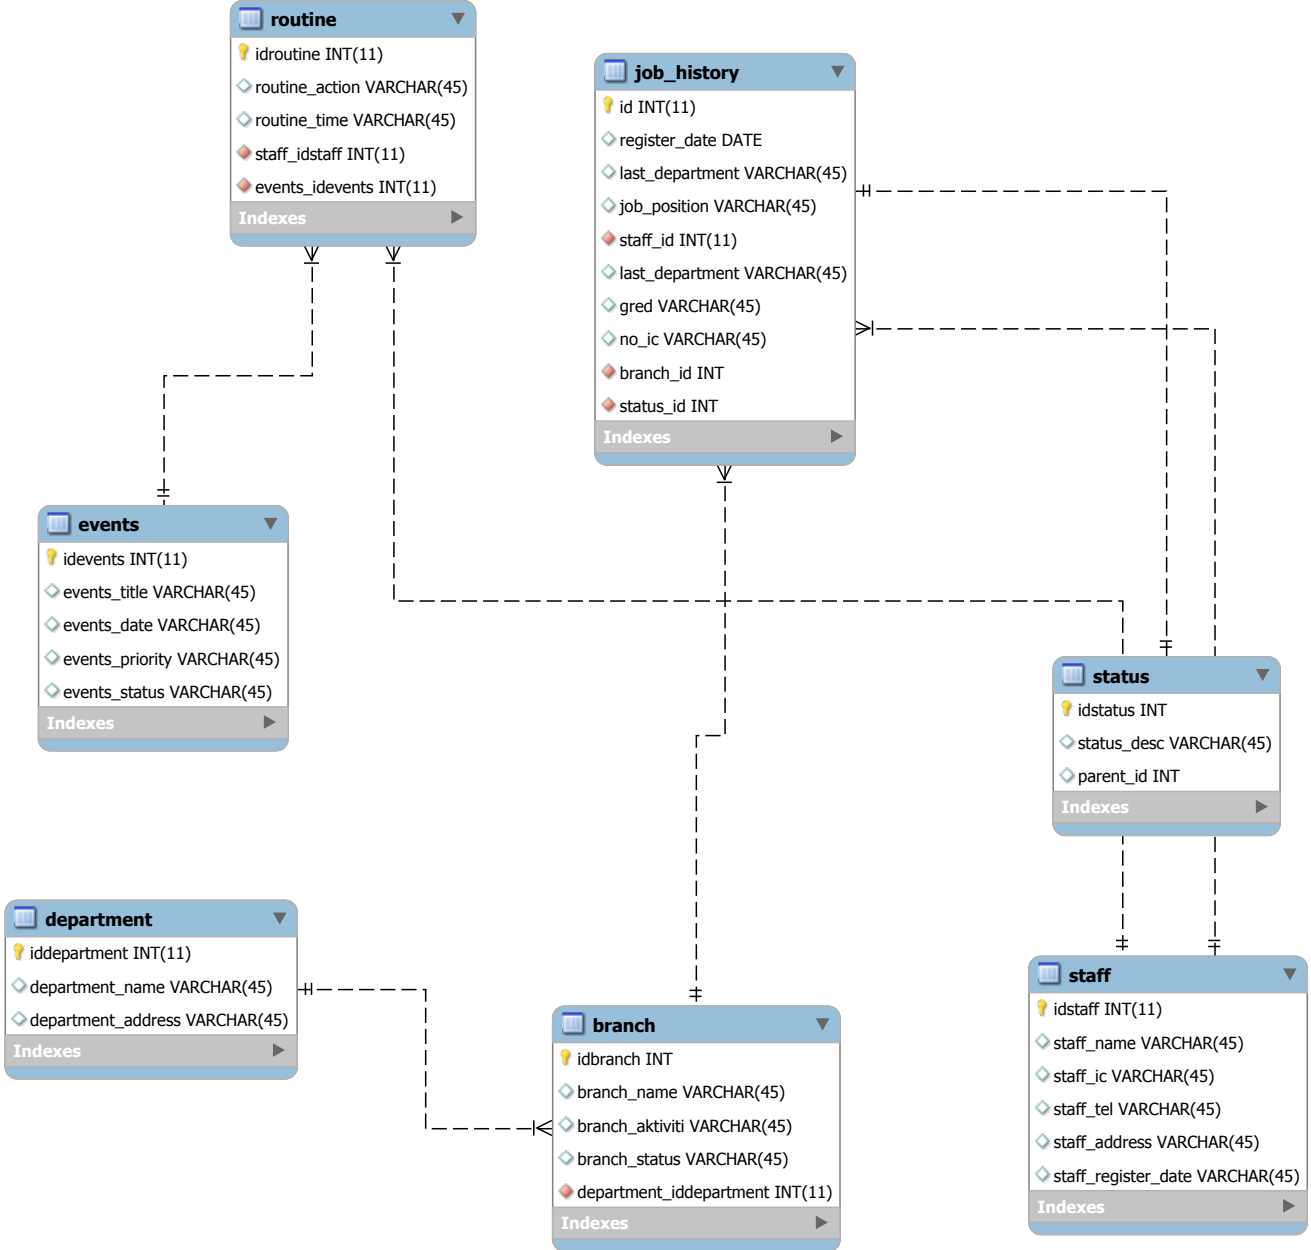 routine
idroutine INT(11)
routine_action VARCHAR(45)
routine_time VARCHAR(45)
staff_idstaff INT(11)
events_idevents INT(11)
Indexes
job_history
id INT(11)
register_date DATE
last_department VARCHAR(45)
job_position VARCHAR(45)
staff_id INT(11)
last_department VARCHAR(45)
gred VARCHAR(45)
no_ic VARCHAR(45)
branch_id INT
status_id INT
Indexes
events
idevents INT(11)
events_title VARCHAR(45)
events_date VARCHAR(45)
events_priority VARCHAR(45)
events_status VARCHAR(45)
Indexes
status
idstatus INT
status_desc VARCHAR(45)
parent_id INT
Indexes
department
iddepartment INT(11)
department_name VARCHAR(45)
department_address VARCHAR(45)
Indexes
branch
idbranch INT
branch_name VARCHAR(45)
branch_aktiviti VARCHAR(45)
branch_status VARCHAR(45)
department_iddepartment INT(11)
Indexes
staff
idstaff INT(11)
staff_name VARCHAR(45)
staff_ic VARCHAR(45)
staff_tel VARCHAR(45)
staff_address VARCHAR(45)
staff_register_date VARCHAR(45)
Indexes